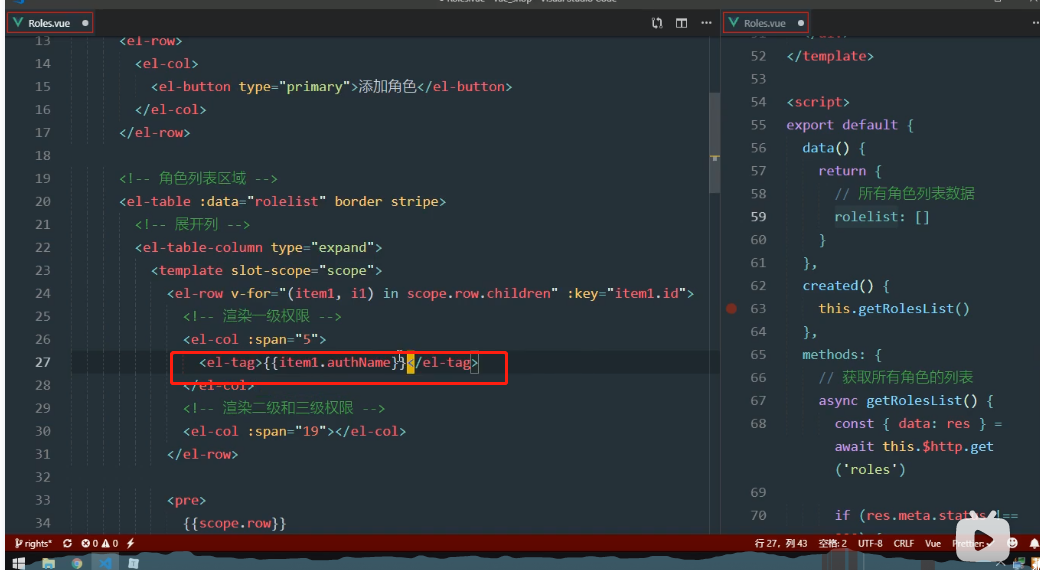 Roles.vue
13 <el-row>
14 <el-col>
15 <el-button type="primary">添加角色</el-button>
16 </el-col>
17 </el-row>
18
19 <!-- 角色列表区域 -->
20 <el-table :data="rolelist" border stripe>
21 <!-- 展开列 -->
22 <el-table-column type="expand">
23 <template slot-scope="scope">
24 <el-row v-for="(item1, i1) in scope.row.children" :key="item1.id">
25 <!-- 渲染一级权限 -->
26 <el-col :span="5">
27 <el-tag>{{item1.authName}}</el-tag>
28 </el-col>
29 <!-- 渲染二级和三级权限 -->
30 <el-col :span="19"></el-col>
31 </el-row>
32
33 <pre>
34 {{scope.row}}
Roles.vue
52 </template>
53
54 <script>
55 export default {
56 data() {
57 return {
58 // 所有角色列表数据
59 rolelist: []
60 }
61 },
62 created() {
63 this.getRolesList()
64 },
65 methods: {
66 // 获取所有角色的列表
67 async getRolesList() {
68 const { data: res } =
await this.$http.get
('roles')
69
70 if (res.meta.status !==
rights* 0 0 行 27，列 43 空格: 2 UTF-8 CRLF Vue Prettier